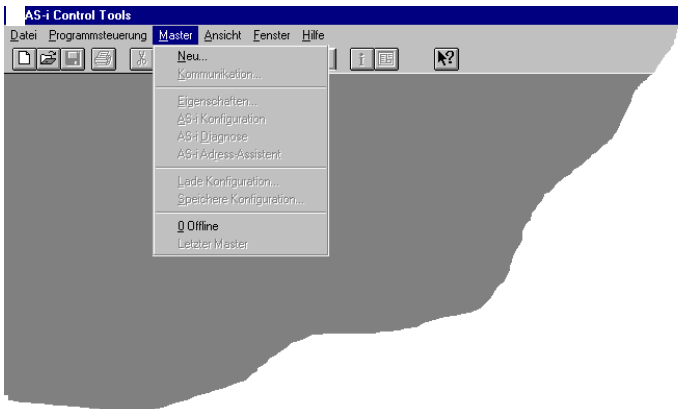 AS-i Control Tools
Datei Programmsteuerung Master Ansicht Fenster Hilfe
Neu...
Kommunikation...
Eigenschaften...
AS-i Konfiguration
AS-i Diagnose
AS-i Adress-Assistent
Lade Konfiguration...
Speichere Konfiguration...
0 Offline
Letzter Master